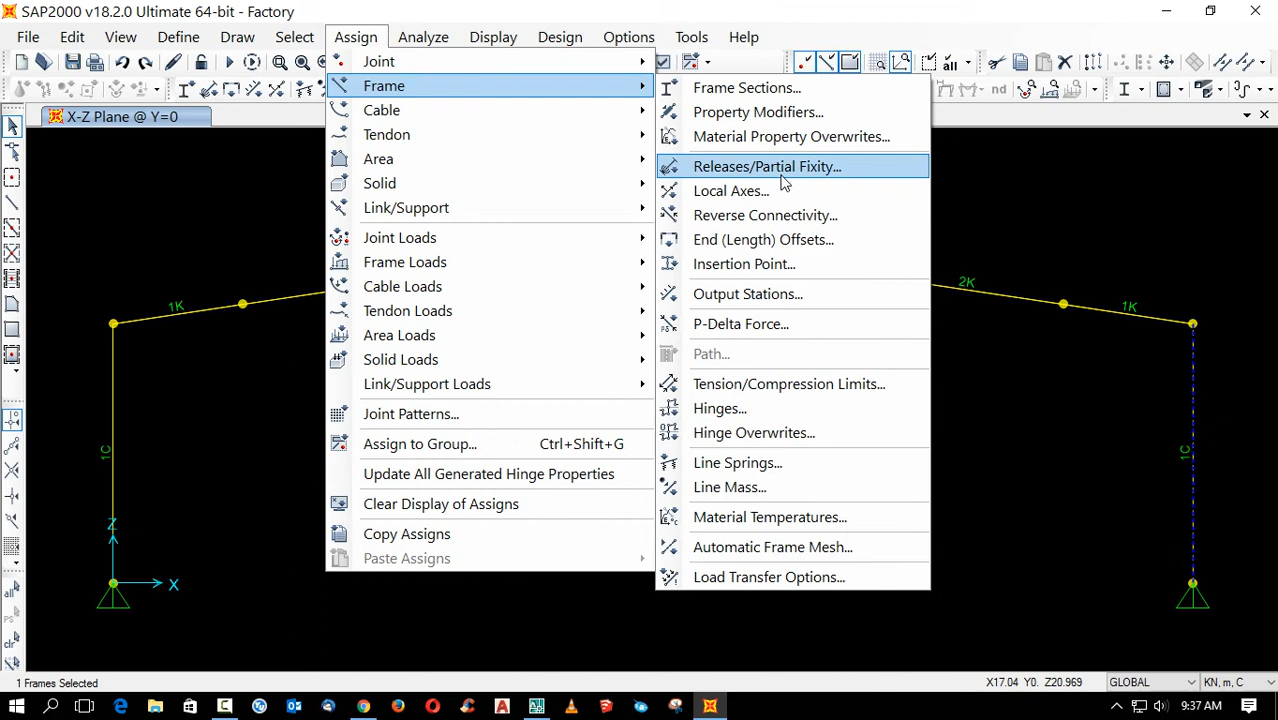 SAP2000 v18.2.0 Ultimate 64-bit - Factory
File Edit View Define Draw Select Assign Analyze Display Design Options Tools Help
all
nd
X-Z Plane @ Y=0
Joint
Frame
Cable
Tendon
Area
Solid
Link/Support
Joint Loads
Frame Loads
Cable Loads
Tendon Loads
Area Loads
Solid Loads
Link/Support Loads
Joint Patterns...
Assign to Group... Ctrl+Shift+G
Update All Generated Hinge Properties
Clear Display of Assigns
Copy Assigns
Paste Assigns
Frame Sections...
Property Modifiers...
Material Property Overwrites...
Releases/Partial Fixity...
Local Axes...
Reverse Connectivity...
End (Length) Offsets...
Insertion Point...
Output Stations...
P-Delta Force...
Path...
Tension/Compression Limits...
Hinges...
Hinge Overwrites...
Line Springs...
Line Mass...
Material Temperatures...
Automatic Frame Mesh...
Load Transfer Options...
1K
2K
1K
1C
1C
Z
X
all
ps
clr
1 Frames Selected
X17.04 Y0. Z20.969
GLOBAL
KN, m, C
9:37 AM